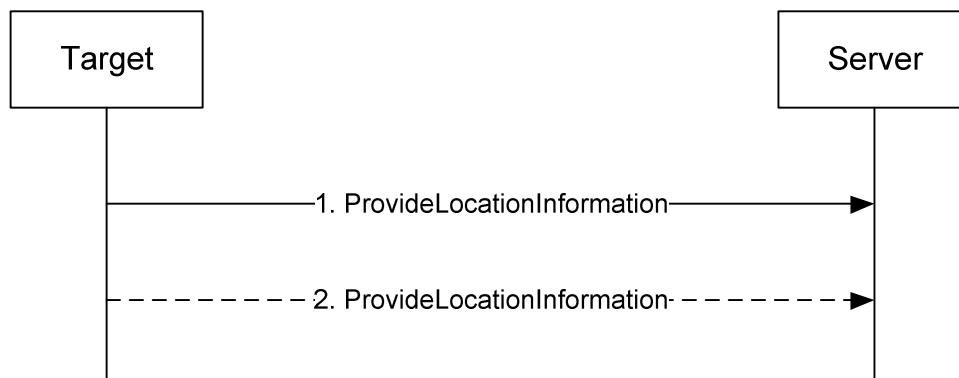 Target
Server
1. ProvideLocationInformation
2. ProvideLocationInformation